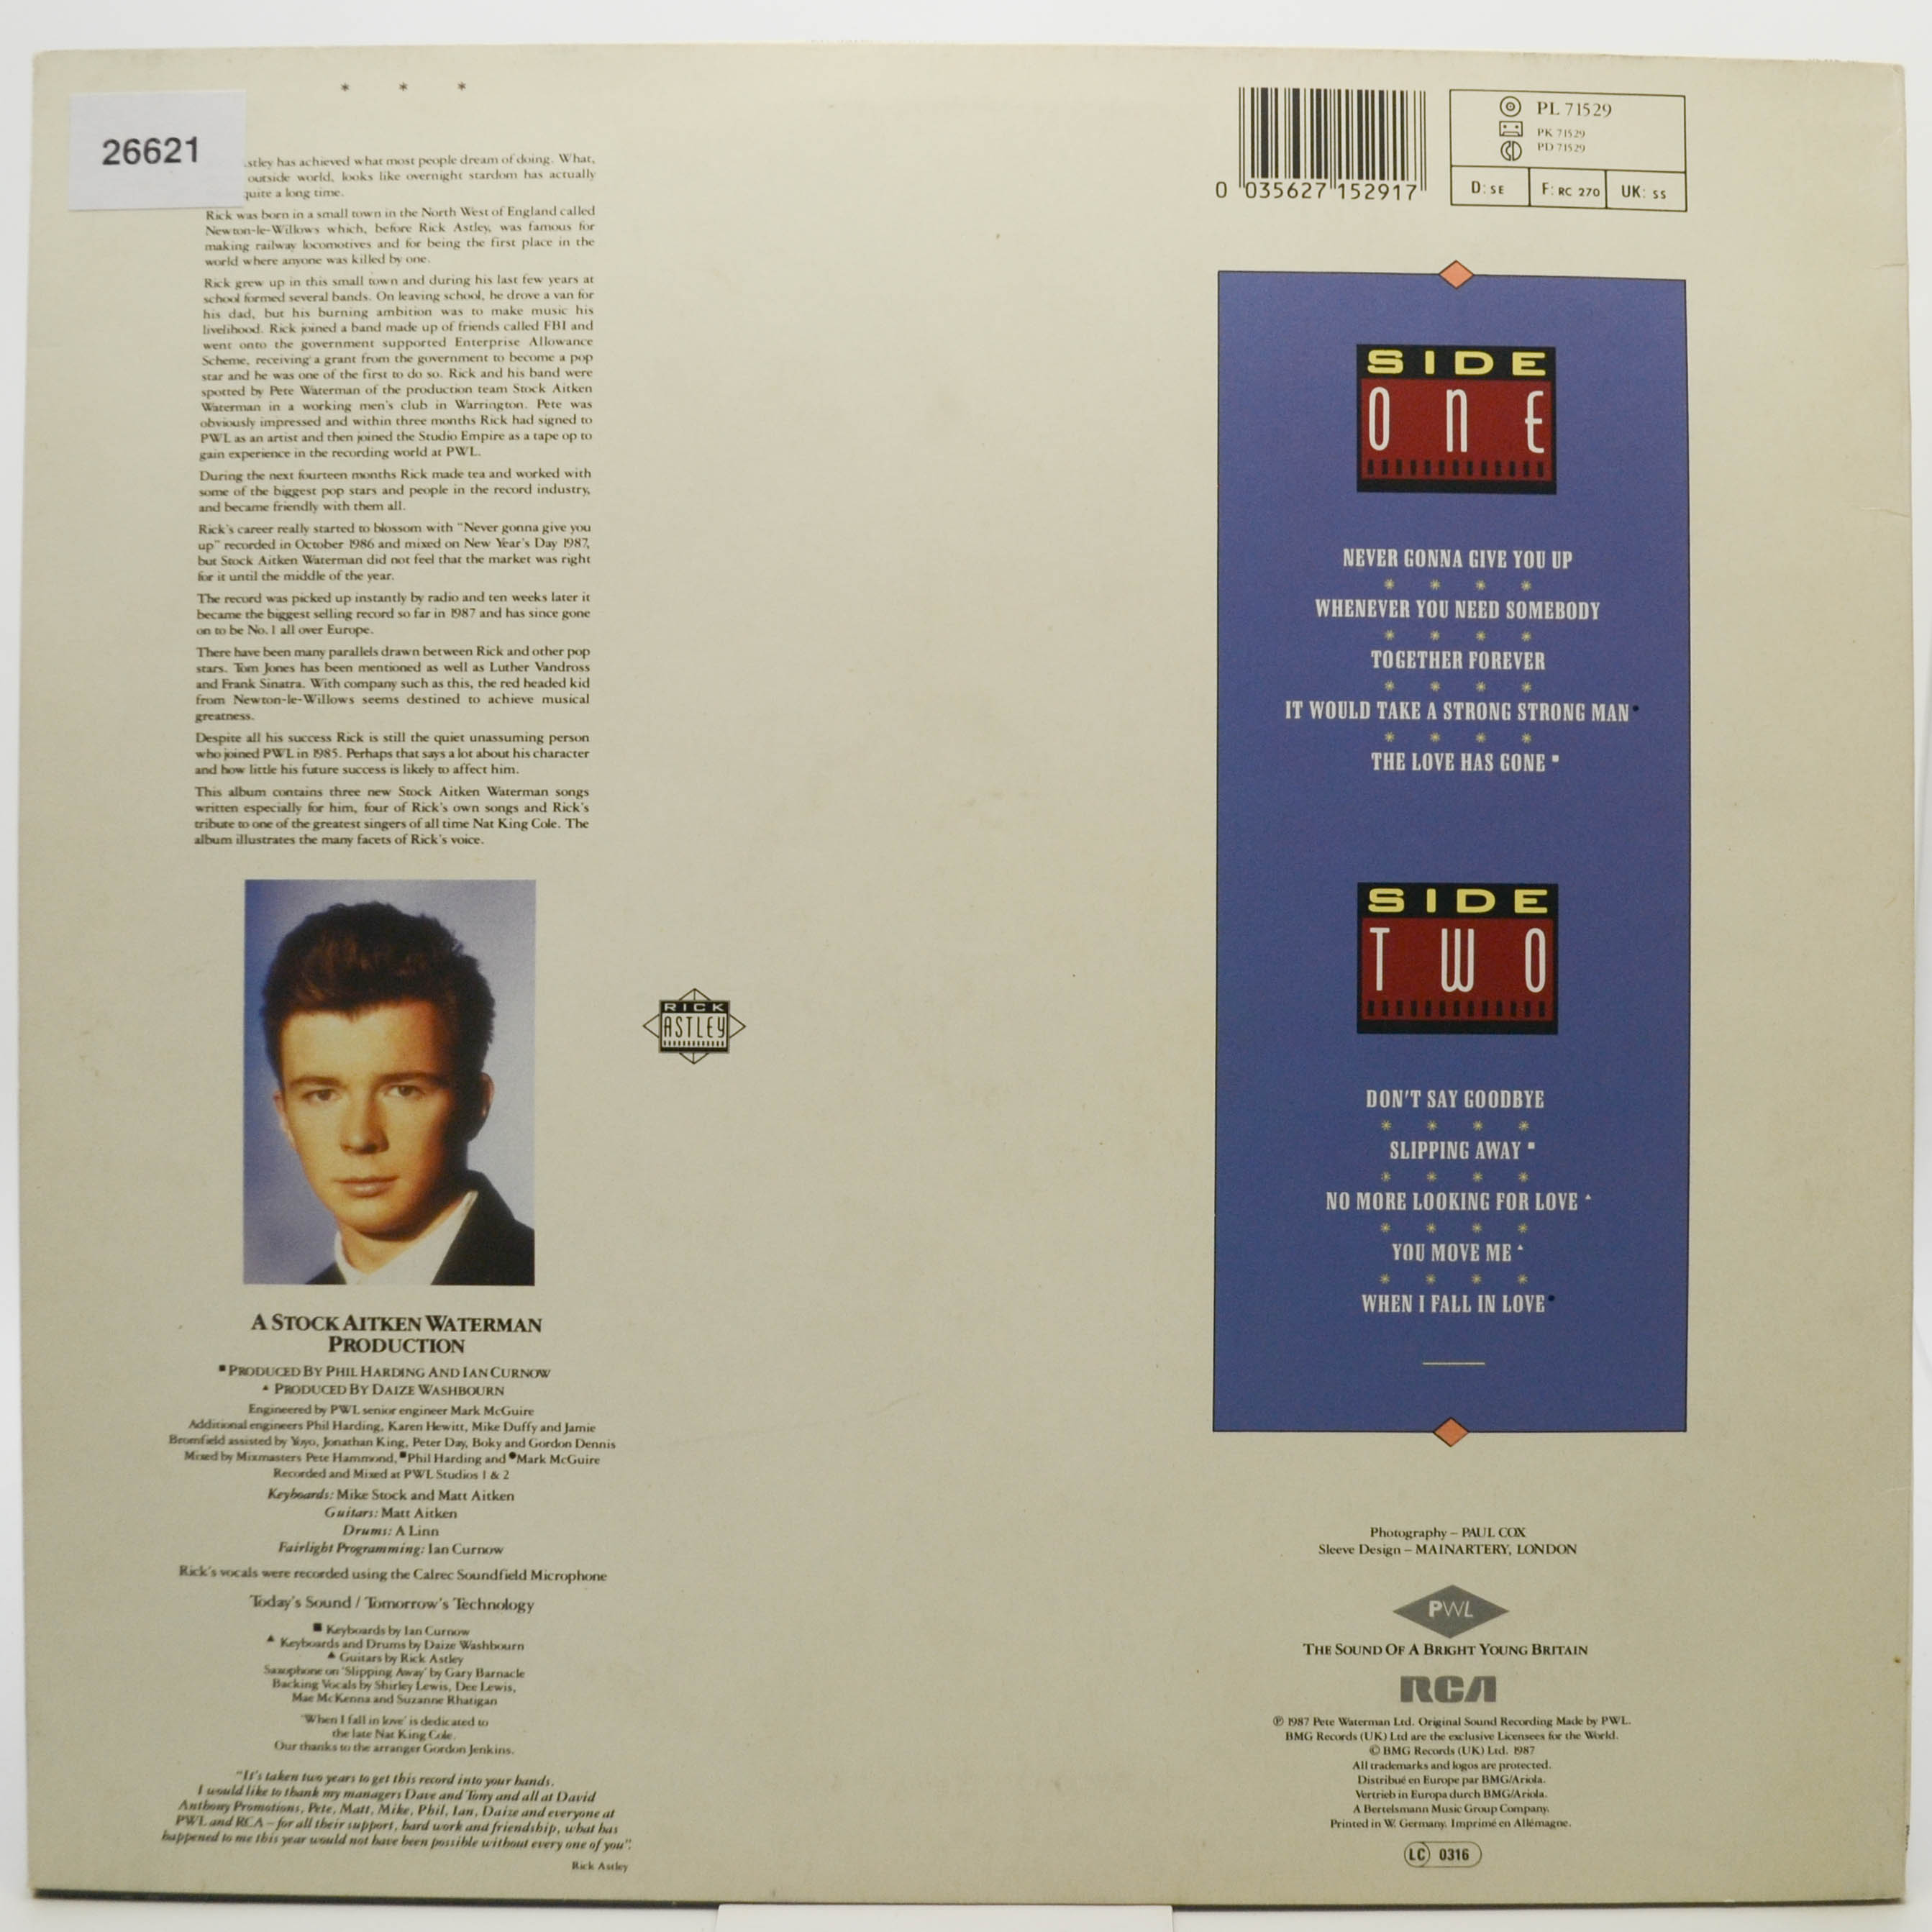 * * *
26621
stley has achieved what most people dream of doing. What,
outside world, looks like overnight stardom has actually
quite a long time.
Rick was born in a small town in the North West of England called
Newton-le-Willows which, before Rick Astley, was famous for
making railway locomotives and for being the first place in the
world where anyone was killed by one.
Rick grew up in this small town and during his last few years at
school formed several bands. On leaving school, he drove a van for
his dad, but his burning ambition was to make music his
livelihood. Rick joined a band made up of friends called FBI and
went onto the government supported Enterprise Allowance
Scheme, receiving a grant from the government to become a pop
star and he was one of the first to do so. Rick and his band were
spotted by Pete Waterman of the production team Stock Aitken
Waterman in a working men's club in Warrington. Pete was
obviously impressed and within three months Rick had signed to
PWL as an artist and then joined the Studio Empire as a tape op to
gain experience in the recording world at PWL.
During the next fourteen months Rick made tea and worked with
some of the biggest pop stars and people in the record industry,
and became friendly with them all.
Rick's career really started to blossom with "Never gonna give you
up" recorded in October 1986 and mixed on New Year's Day 1987,
but Stock Aitken Waterman did not feel that the market was right
for it until the middle of the year.
The record was picked up instantly by radio and ten weeks later it
became the biggest selling record so far in 1987 and has since gone
on to be No. 1 all over Europe.
There have been many parallels drawn between Rick and other pop
stars. Tom Jones has been mentioned as well as Luther Vandross
and Frank Sinatra. With company such as this, the red headed kid
from Newton-le-Willows seems destined to achieve musical
greatness.
Despite all his success Rick is still the quiet unassuming person
who joined PWL in 1985. Perhaps that says a lot about his character
and how little his future success is likely to affect him.
This album contains three new Stock Aitken Waterman songs
written especially for him, four of Rick's own songs and Rick's
tribute to one of the greatest singers of all time Nat King Cole. The
album illustrates the many facets of Rick's voice.
A STOCK AITKEN WATERMAN
PRODUCTION
■ PRODUCED BY PHIL HARDING AND IAN CURNOW
▲ PRODUCED BY DAIZE WASHBOURN
Engineered by PWL senior engineer Mark McGuire
Additional engineers Phil Harding, Karen Hewitt, Mike Duffy and Jamie
Bromfield assisted by Yoyo, Jonathan King, Peter Day, Boky and Gordon Dennis
Mixed by Mixmasters Pete Hammond, ■Phil Harding and ●Mark McGuire
Recorded and Mixed at PWL Studios 1 & 2
Keyboards: Mike Stock and Matt Aitken
Guitars: Matt Aitken
Drums: A Linn
Fairlight Programming: Ian Curnow
Rick's vocals were recorded using the Calrec Soundfield Microphone
Today's Sound / Tomorrow's Technology
■ Keyboards by Ian Curnow
▲ Keyboards and Drums by Daize Washbourn
▲ Guitars by Rick Astley
Saxophone on 'Slipping Away' by Gary Barnacle
Backing Vocals by Shirley Lewis, Dee Lewis,
Mae McKenna and Suzanne Rhatigan
'When I fall in love' is dedicated to
the late Nat King Cole.
Our thanks to the arranger Gordon Jenkins.
"It's taken two years to get this record into your hands.
I would like to thank my managers Dave and Tony and all at David
Anthony Promotions, Pete, Matt, Mike, Phil, Ian, Daize and everyone at
PWL and RCA – for all their support, hard work and friendship, what has
happened to me this year would not have been possible without every one of you".
Rick Astley
RICK
ASTLEY
0 035627 152917
PL 71529
PK 71529
CD PD 71529
D: SE F: RC 270 UK: SS
SIDE
ONE
NEVER GONNA GIVE YOU UP
* * * *
WHENEVER YOU NEED SOMEBODY
* * * *
TOGETHER FOREVER
* * * *
IT WOULD TAKE A STRONG STRONG MAN ●
* * * *
THE LOVE HAS GONE ■
SIDE
TWO
DON'T SAY GOODBYE
* * * *
SLIPPING AWAY ■
* * * *
NO MORE LOOKING FOR LOVE ▲
* * * *
YOU MOVE ME ▲
* * * *
WHEN I FALL IN LOVE ●
Photography – PAUL COX
Sleeve Design – MAINARTERY, LONDON
PWL
THE SOUND OF A BRIGHT YOUNG BRITAIN
RCA
℗ 1987 Pete Waterman Ltd. Original Sound Recording Made by PWL.
BMG Records (UK) Ltd are the exclusive Licensees for the World.
© BMG Records (UK) Ltd. 1987
All trademarks and logos are protected.
Distribué en Europe par BMG/Ariola.
Vertrieb in Europa durch BMG/Ariola.
A Bertelsmann Music Group Company.
Printed in W. Germany. Imprimé en Allémagne.
LC 0316